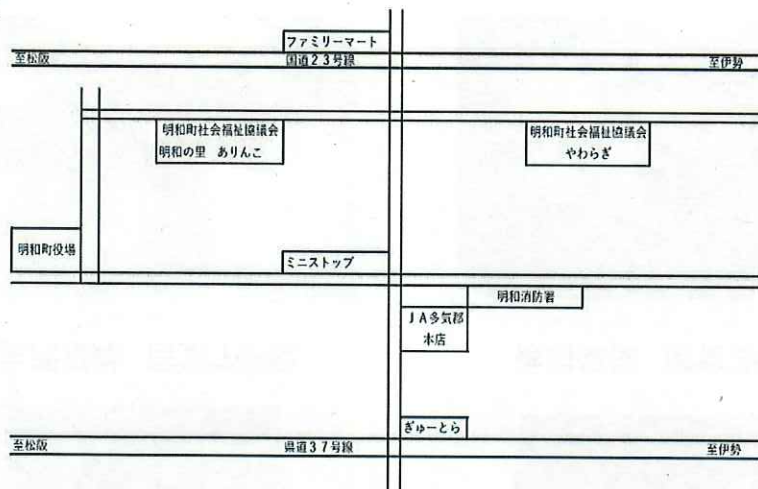 ファミリーマート
至松阪
国道23号線
至伊勢
明和町社会福祉協議会
明和の里 ありんこ
明和町社会福祉協議会
やわらぎ
明和町役場
ミニストップ
明和消防署
JA多気郡
本店
ぎゅーとら
至松阪
県道37号線
至伊勢